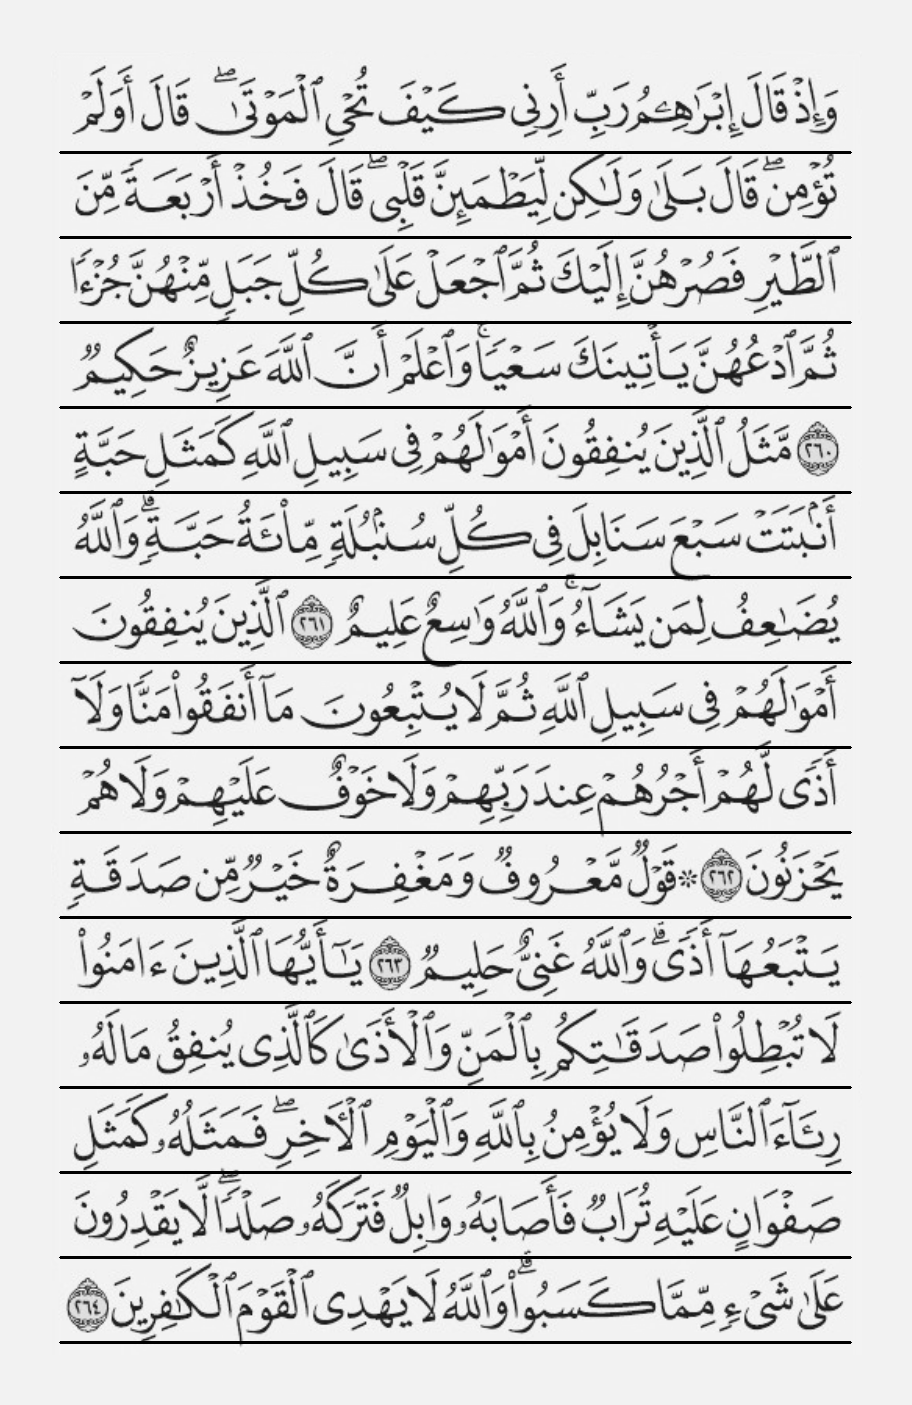 وَإِذۡ قَالَ إِبۡرَٰهِـۧمُ رَبِّ أَرِنِي كَيۡفَ تُحۡيِ ٱلۡمَوۡتَىٰۖ قَالَ أَوَلَمۡ
تُؤۡمِنۖ قَالَ بَلَىٰ وَلَٰكِن لِّيَطۡمَئِنَّ قَلۡبِيۖ قَالَ فَخُذۡ أَرۡبَعَةٗ مِّنَ
ٱلطَّيۡرِ فَصُرۡهُنَّ إِلَيۡكَ ثُمَّ ٱجۡعَلۡ عَلَىٰ كُلِّ جَبَلٖ مِّنۡهُنَّ جُزۡءٗا
ثُمَّ ٱدۡعُهُنَّ يَأۡتِينَكَ سَعۡيٗاۚ وَٱعۡلَمۡ أَنَّ ٱللَّهَ عَزِيزٌ حَكِيمٞ
٢٦٠ مَّثَلُ ٱلَّذِينَ يُنفِقُونَ أَمۡوَٰلَهُمۡ فِي سَبِيلِ ٱللَّهِ كَمَثَلِ حَبَّةٍ
أَنۢبَتَتۡ سَبۡعَ سَنَابِلَ فِي كُلِّ سُنۢبُلَةٖ مِّاْئَةُ حَبَّةٖۗ وَٱللَّهُ
يُضَٰعِفُ لِمَن يَشَآءُۚ وَٱللَّهُ وَٰسِعٌ عَلِيمٌ ٢٦١ ٱلَّذِينَ يُنفِقُونَ
أَمۡوَٰلَهُمۡ فِي سَبِيلِ ٱللَّهِ ثُمَّ لَا يُتۡبِعُونَ مَآ أَنفَقُواْ مَنّٗا وَلَآ
أَذٗى لَّهُمۡ أَجۡرُهُمۡ عِندَ رَبِّهِمۡ وَلَا خَوۡفٌ عَلَيۡهِمۡ وَلَا هُمۡ
يَحۡزَنُونَ ٢٦٢ ۞ قَوۡلٞ مَّعۡرُوفٞ وَمَغۡفِرَةٌ خَيۡرٞ مِّن صَدَقَةٖ
يَتۡبَعُهَآ أَذٗىۗ وَٱللَّهُ غَنِيٌّ حَلِيمٞ ٢٦٣ يَٰٓأَيُّهَا ٱلَّذِينَ ءَامَنُواْ
لَا تُبۡطِلُواْ صَدَقَٰتِكُم بِٱلۡمَنِّ وَٱلۡأَذَىٰ كَٱلَّذِي يُنفِقُ مَالَهُۥ
رِئَآءَ ٱلنَّاسِ وَلَا يُؤۡمِنُ بِٱللَّهِ وَٱلۡيَوۡمِ ٱلۡأٓخِرِۖ فَمَثَلُهُۥ كَمَثَلِ
صَفۡوَانٍ عَلَيۡهِ تُرَابٞ فَأَصَابَهُۥ وَابِلٞ فَتَرَكَهُۥ صَلۡدٗاۖ لَّا يَقۡدِرُونَ
عَلَىٰ شَيۡءٖ مِّمَّا كَسَبُواْۗ وَٱللَّهُ لَا يَهۡدِي ٱلۡقَوۡمَ ٱلۡكَٰفِرِينَ ٢٦٤